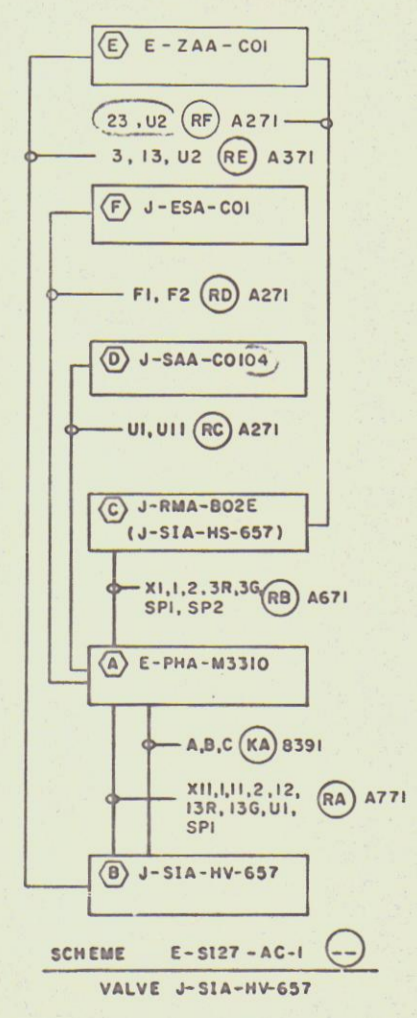 E E-ZAA-C01
23, U2 RF A271
3, 13, U2 RE A371
F J-ESA-C01
F1, F2 RD A271
D J-SAA-C0104
U1, U11 RC A271
C J-RMA-B02E
(J-SIA-HS-657)
X1,1,2,3R,3G, RB A671
SP1, SP2
A E-PHA-M3310
A,B,C KA 8391
X11,1,11,2,12, RA A771
13R, 13G, U1,
SP1
B J-SIA-HV-657
SCHEME E-S127-AC-1 --
VALVE J-SIA-HV-657